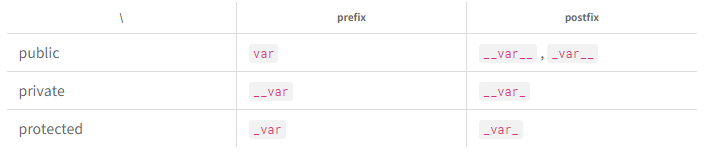 \ prefix postfix
public var __var__ , _var__
private __var __var_
protected _var _var_